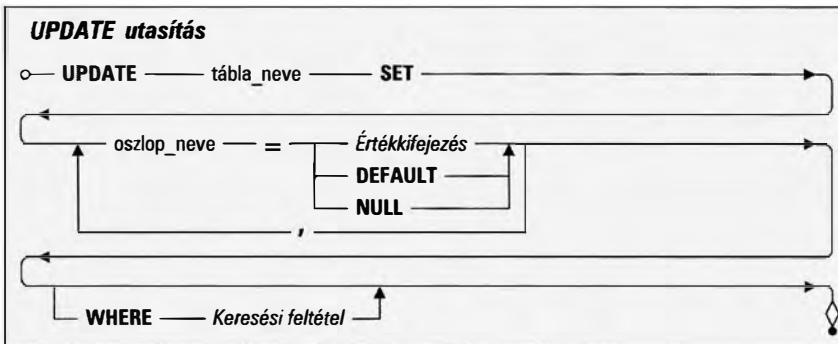 UPDATE utasítás
UPDATE tábla_neve SET
oszlop_neve = Értékkifejezés
DEFAULT
NULL
,
WHERE Keresési feltétel